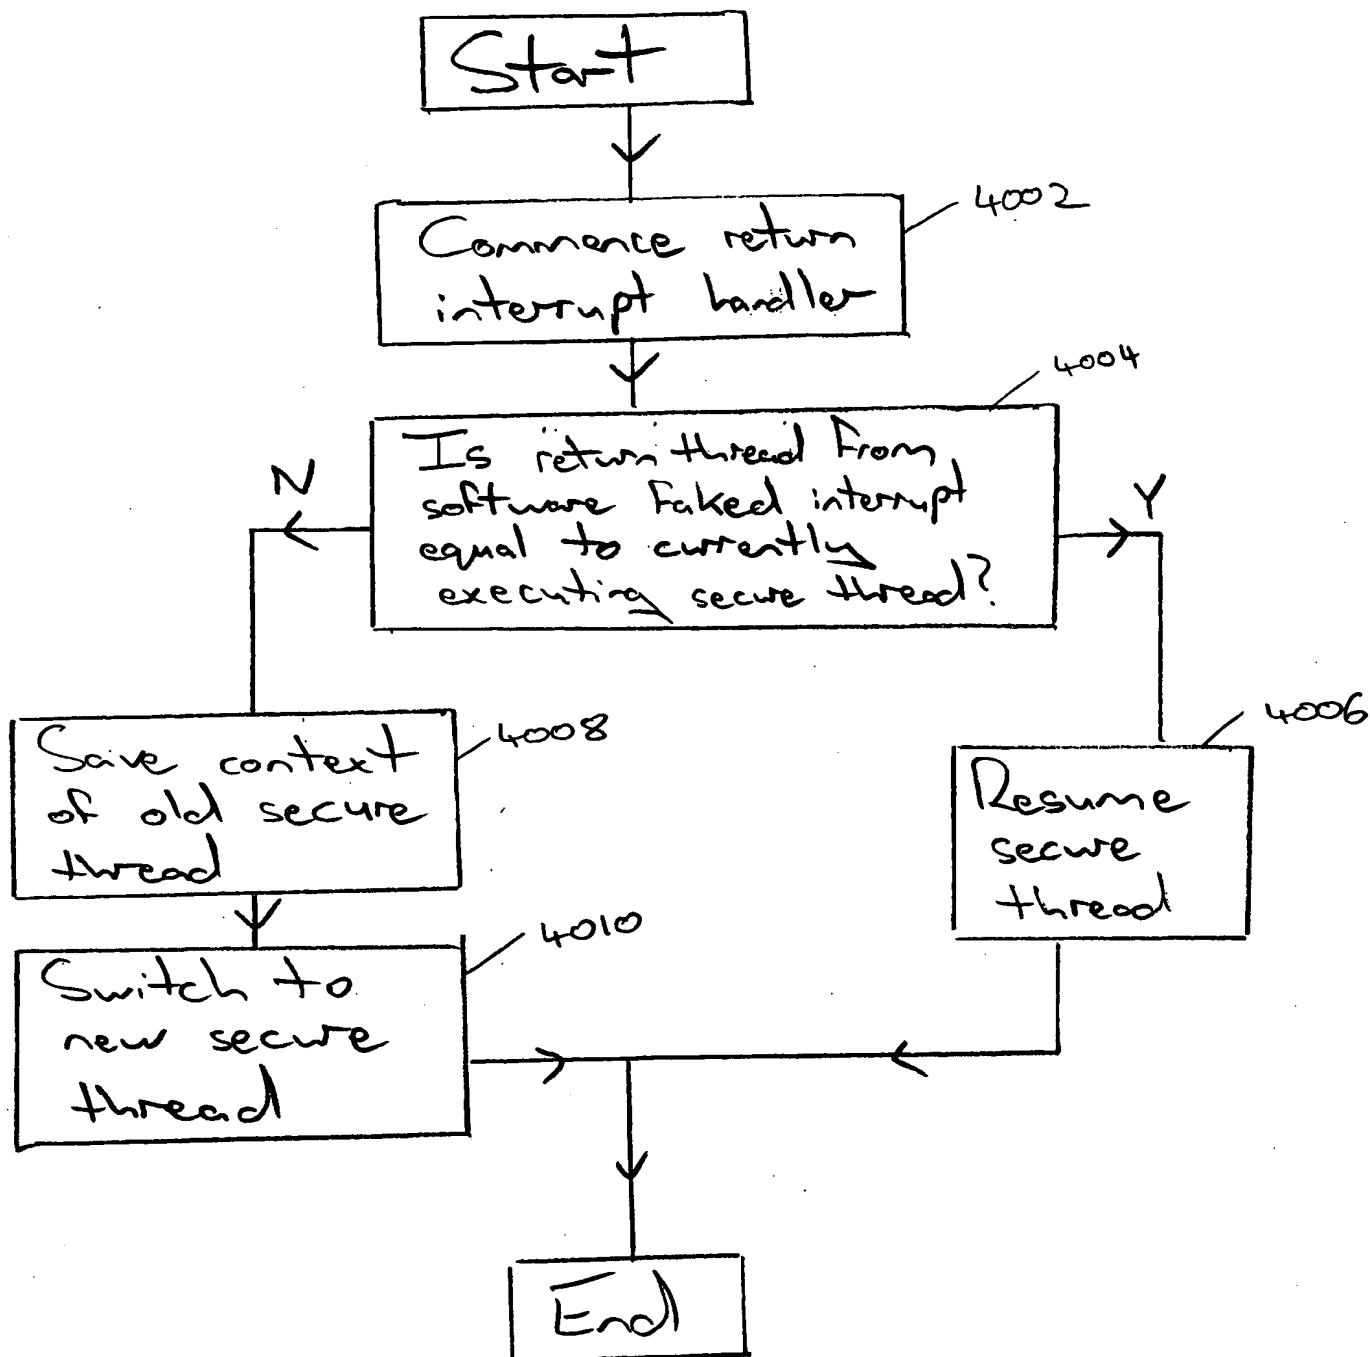 Start
4002
Commence return
interrupt handler
4004
Is return thread from
software faked interrupt
equal to currently
executing secure thread?
N
Y
4008
Save context
of old secure
thread
4006
Resume
secure
thread
4010
Switch to
new secure
thread
End